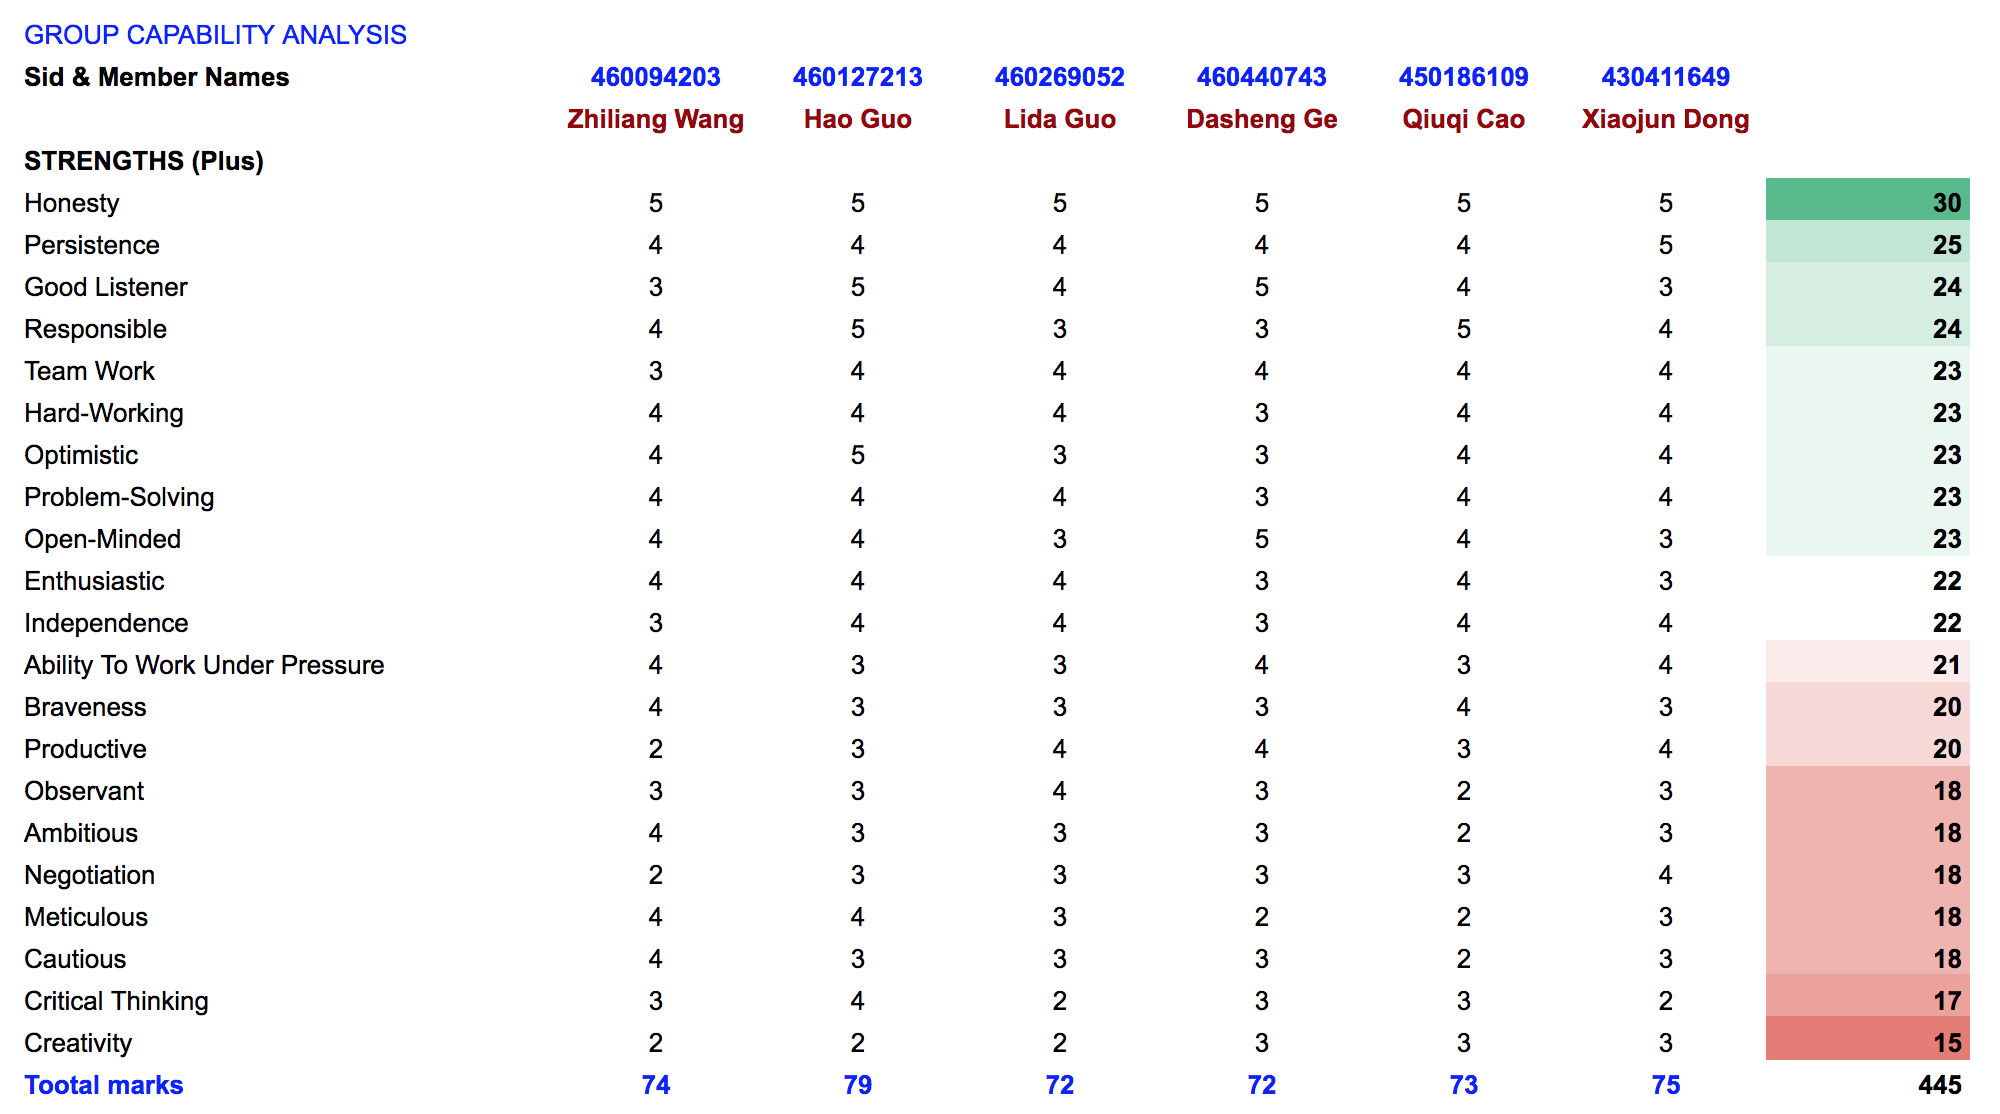 GROUP CAPABILITY ANALYSIS
Sid & Member Names 460094203 460127213 460269052 460440743 450186109 430411649
Zhiliang Wang Hao Guo Lida Guo Dasheng Ge Qiuqi Cao Xiaojun Dong
STRENGTHS (Plus)
Honesty 5 5 5 5 5 5 30
Persistence 4 4 4 4 4 5 25
Good Listener 3 5 4 5 4 3 24
Responsible 4 5 3 3 5 4 24
Team Work 3 4 4 4 4 4 23
Hard-Working 4 4 4 3 4 4 23
Optimistic 4 5 3 3 4 4 23
Problem-Solving 4 4 4 3 4 4 23
Open-Minded 4 4 3 5 4 3 23
Enthusiastic 4 4 4 3 4 3 22
Independence 3 4 4 3 4 4 22
Ability To Work Under Pressure 4 3 3 4 3 4 21
Braveness 4 3 3 3 4 3 20
Productive 2 3 4 4 3 4 20
Observant 3 3 4 3 2 3 18
Ambitious 4 3 3 3 2 3 18
Negotiation 2 3 3 3 3 4 18
Meticulous 4 4 3 2 2 3 18
Cautious 4 3 3 3 2 3 18
Critical Thinking 3 4 2 3 3 2 17
Creativity 2 2 2 3 3 3 15
Tootal marks 74 79 72 72 73 75 445